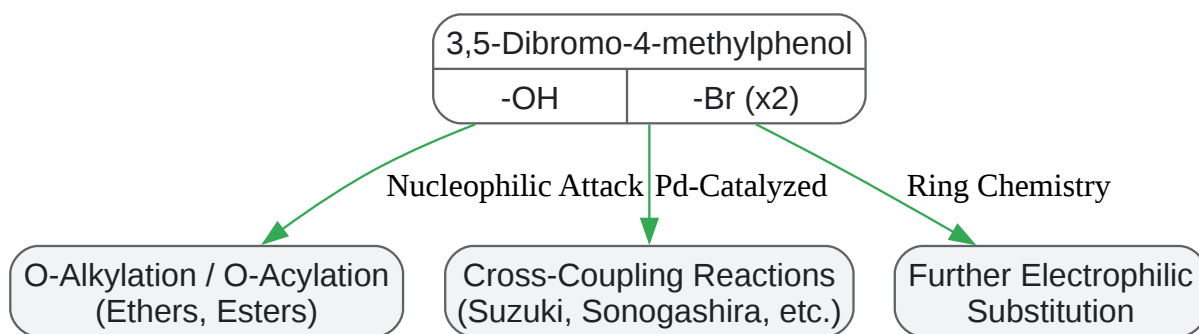 3,5-Dibromo-4-methylphenol
-OH
-Br (x2)
Nucleophilic Attack
Pd-Catalyzed
Ring Chemistry
O-Alkylation / O-Acylation
(Ethers, Esters)
Cross-Coupling Reactions
(Suzuki, Sonogashira, etc.)
Further Electrophilic
Substitution